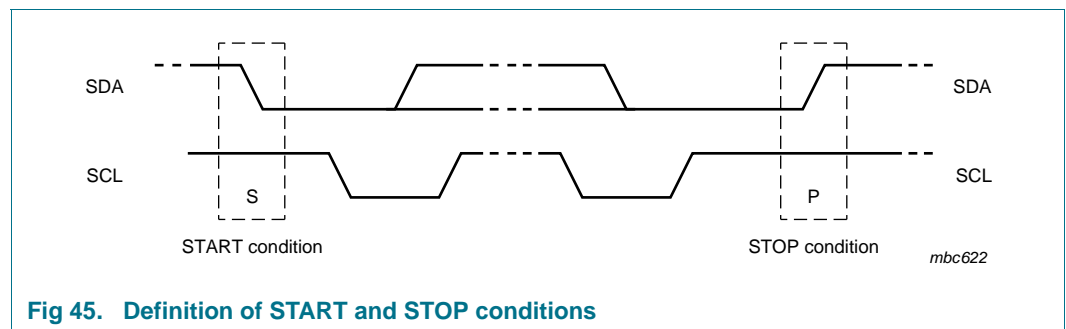 SDA
SDA
SCL
SCL
S
P
START condition
STOP condition
mbc622
Fig 45. Definition of START and STOP conditions